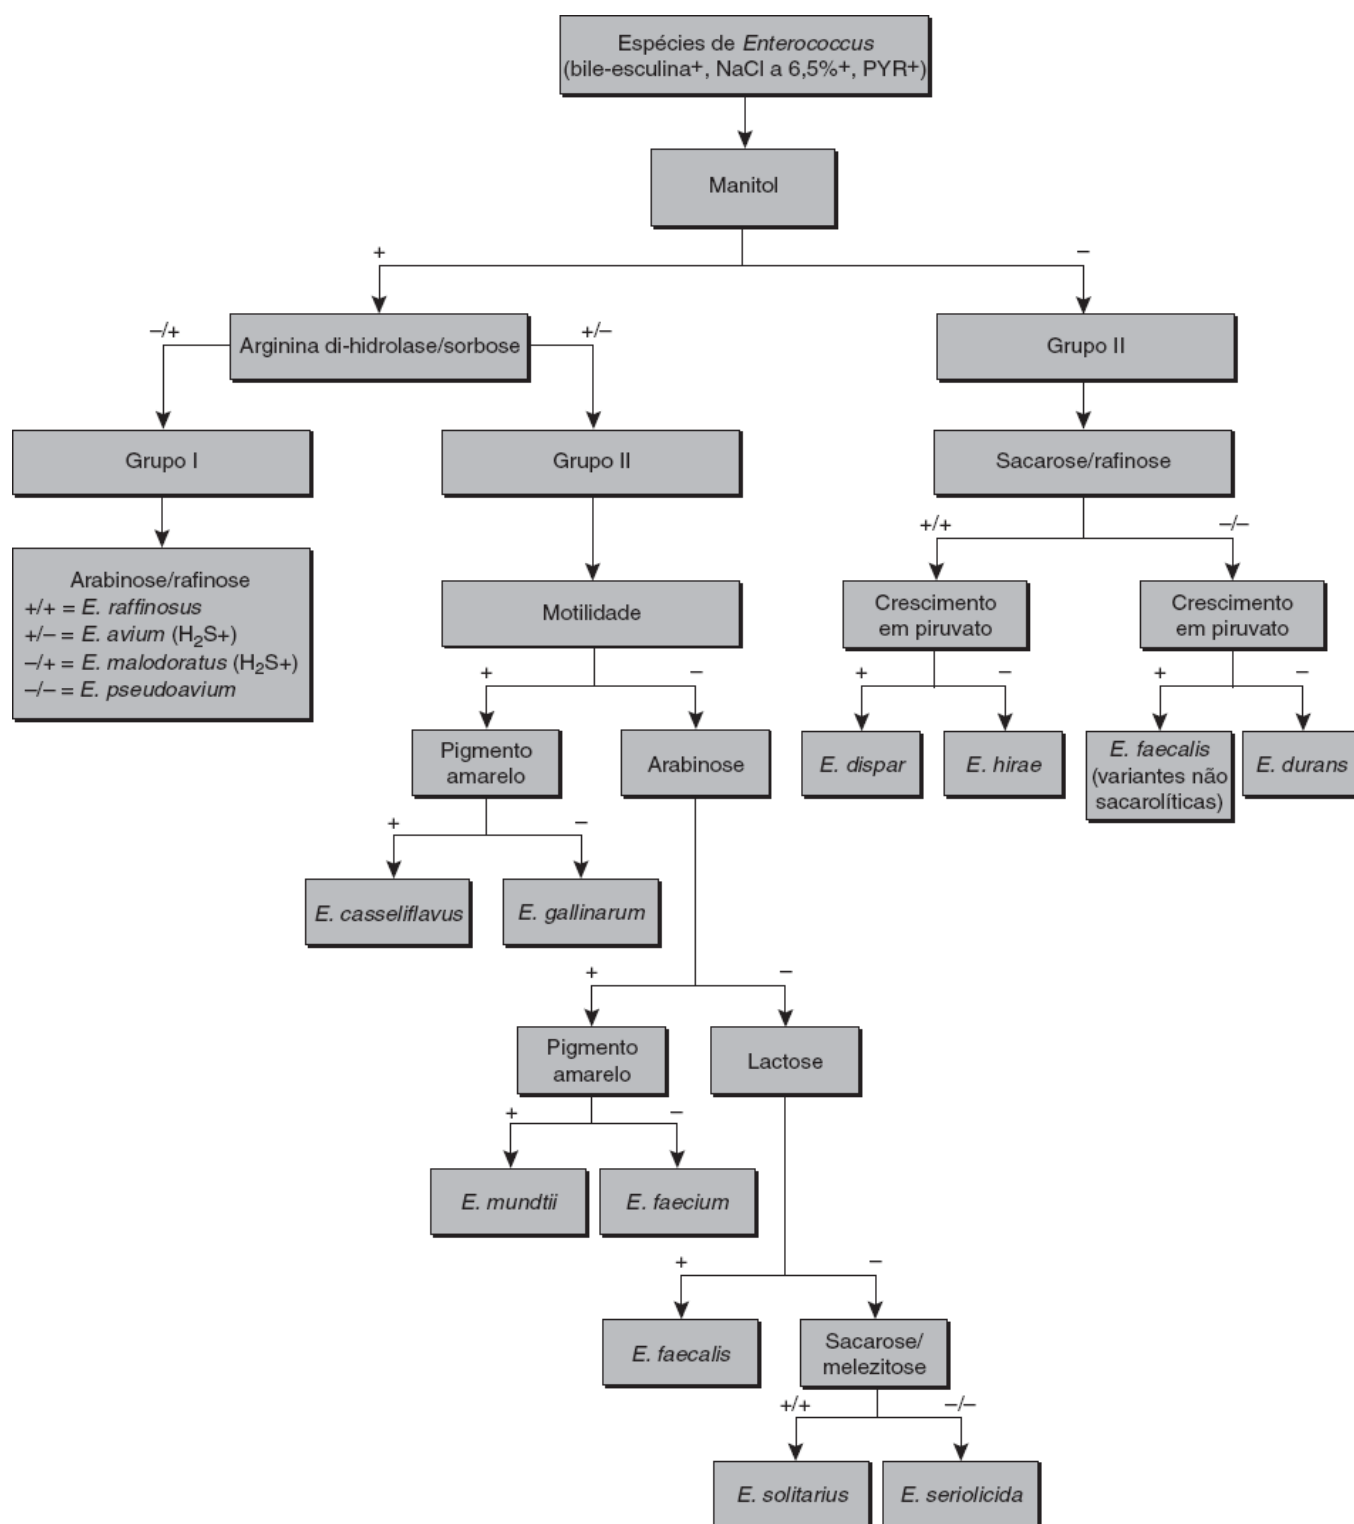 Espécies de Enterococcus
(bile-esculina+, NaCl a 6,5%+, PYR+)
Manitol
+
–
–/+
Arginina di-hidrolase/sorbose
+/–
Grupo II
Grupo I
Grupo II
Sacarose/rafinose
+/+
–/–
Arabinose/rafinose
+/+ = E. raffinosus
+/– = E. avium (H2S+)
–/+ = E. malodoratus (H2S+)
–/– = E. pseudoavium
Motilidade
Crescimento
em piruvato
Crescimento
em piruvato
+
–
+
–
+
–
Pigmento
amarelo
Arabinose
E. dispar
E. hirae
E. faecalis
(variantes não
sacarolíticas)
E. durans
+
–
E. casseliflavus
E. gallinarum
+
–
Pigmento
amarelo
Lactose
+
–
E. mundtii
E. faecium
+
–
E. faecalis
Sacarose/
melezitose
+/+
–/–
E. solitarius
E. seriolicida